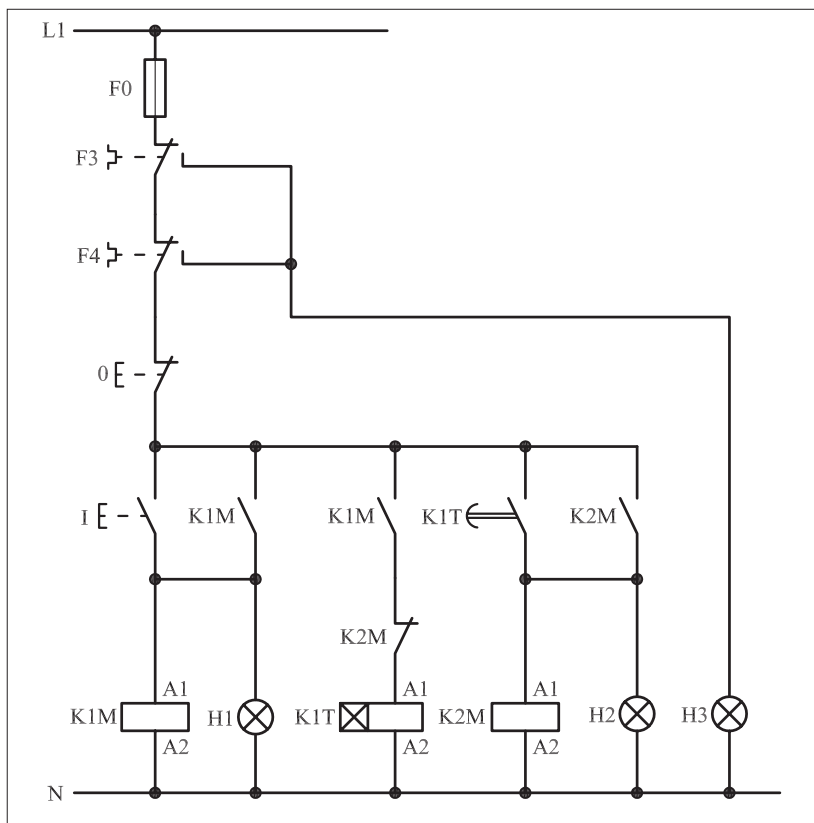 L1
F0
F3
F4
0
I K1M K1M K1T K2M
K2M
A1 A1 A1
K1M H1 K1T K2M H2 H3
A2 A2 A2
N